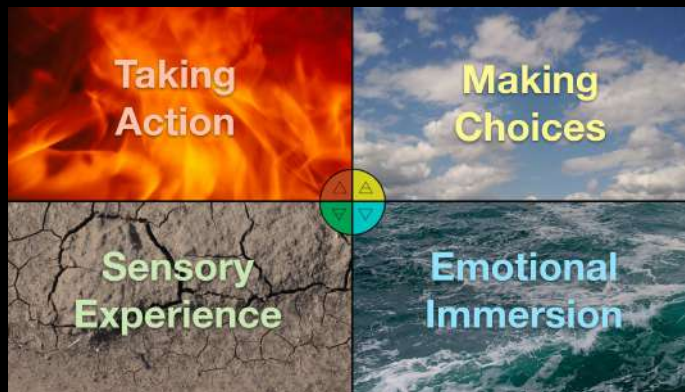 Taking
Action
Making
Choices
Sensory
Experience
Emotional
Immersion